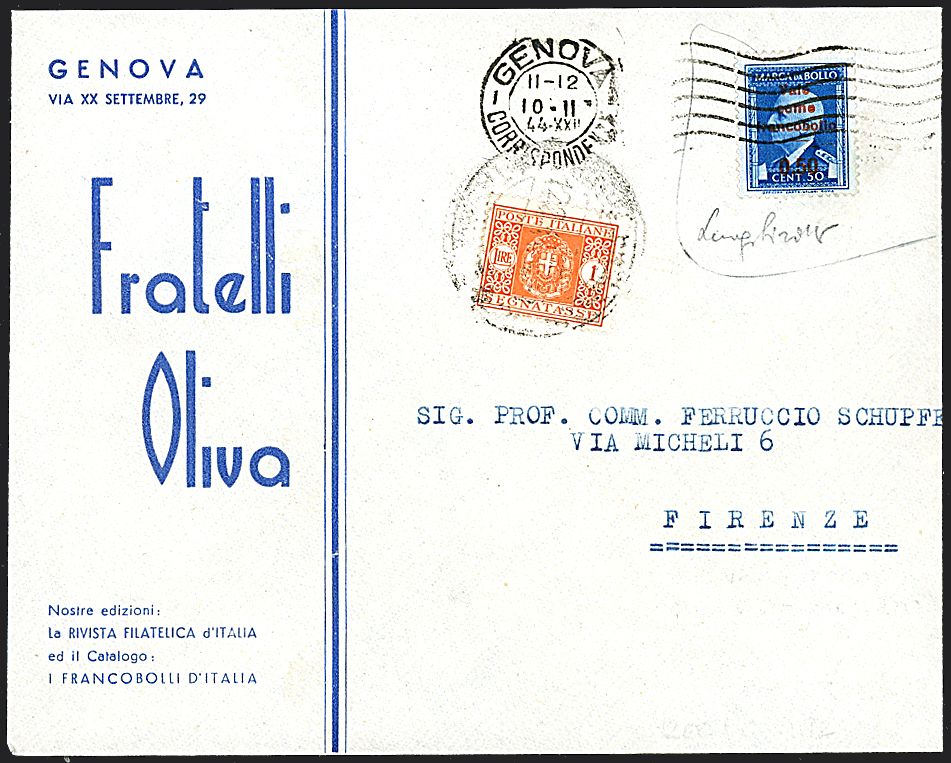 GENOVA
VIA XX SETTEMBRE, 29
Fratelli
Oliva
Nostre edizioni:
La RIVISTA FILATELICA d'ITALIA
ed il Catalogo:
I FRANCOBOLLI D'ITALIA
GENOVA
11-12
10-II
44-XXII
CORRISPONDEN
POSTE ITALIANE
LIRE 1
SEGNATASSE
MARCA DA BOLLO
Vale
come
francobollo
0,50
CENT. 50
SIG. PROF. COMM. FERRUCCIO SCHUPFE
VIA MICHELI 6
FIRENZE